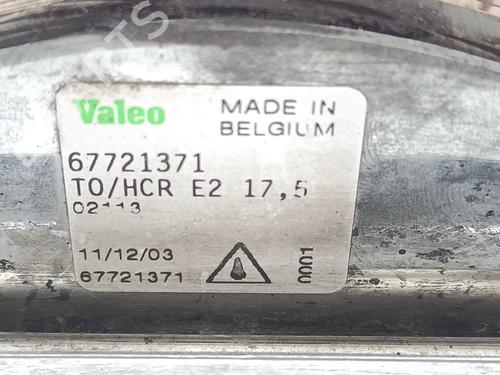 Valeo
MADE IN
BELGIUM
67721371
TO/HCR E2 17,5
02113
11/12/03
67721371
0001